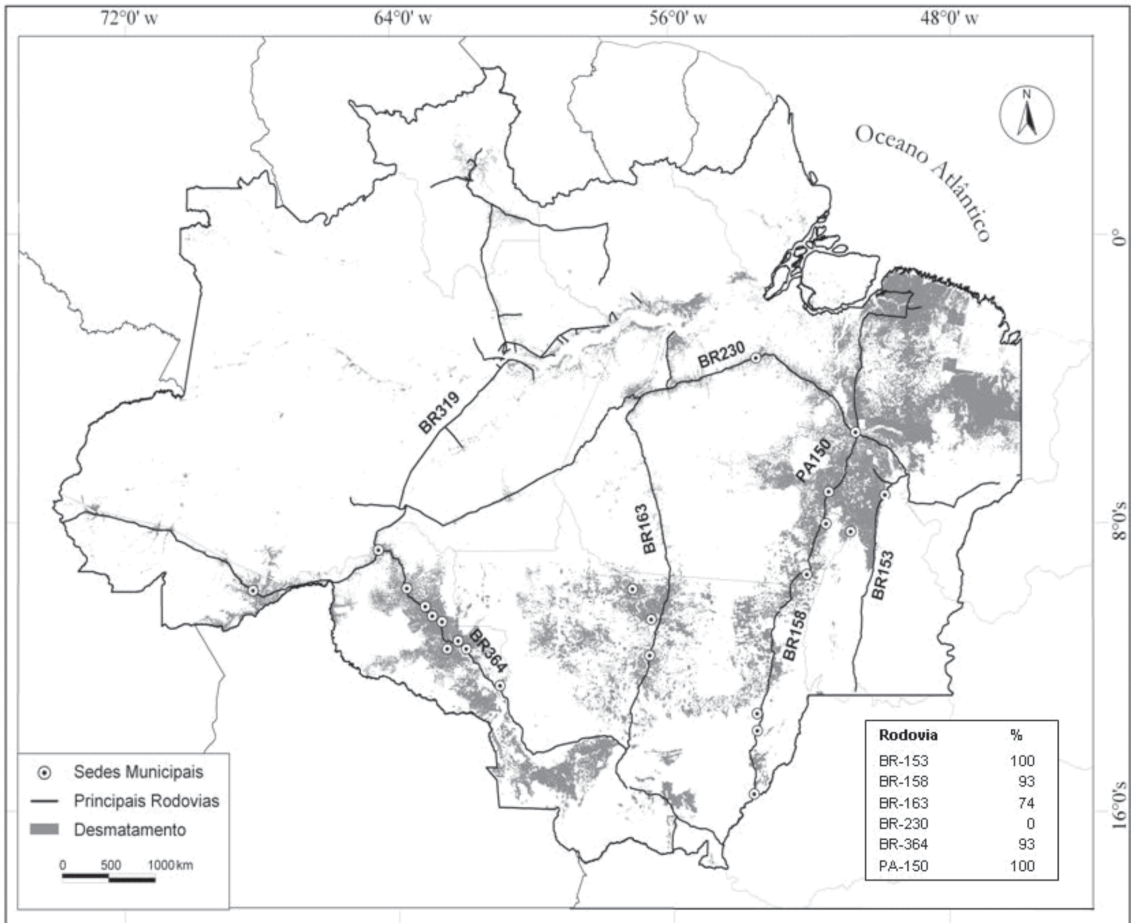 72°0' w 64°0' w 56°0' w 48°0' w
N
Oceano Atlântico
0°
BR230
BR319
PA150
8°0's
BR163
BR153
BR158
BR364
16°0's
Rodovia %
BR-153 100
BR-158 93
BR-163 74
BR-230 0
BR-364 93
PA-150 100
Sedes Municipais
Principais Rodovias
Desmatamento
0 500 1000 km